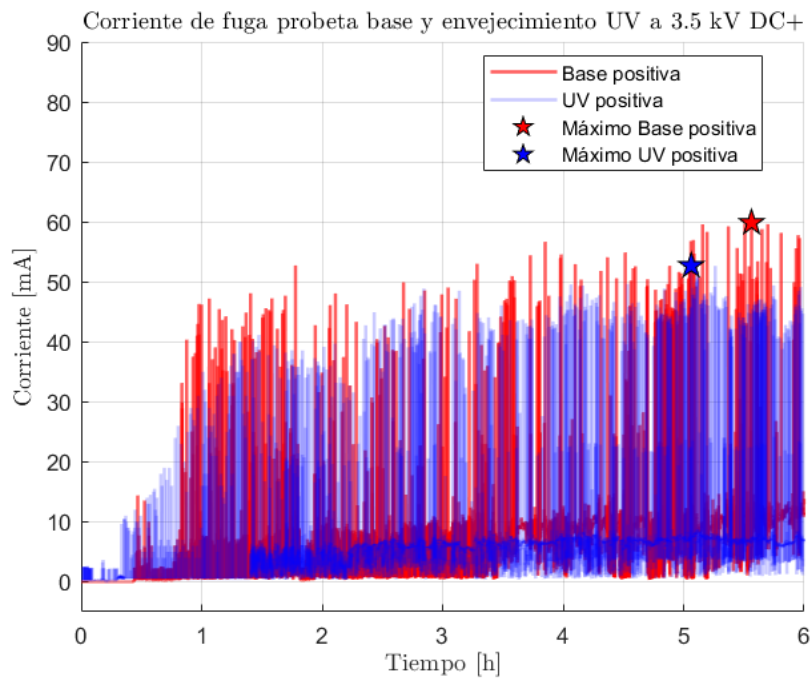 Corriente de fuga probeta base y envejecimiento UV a 3.5 kV DC+
90
80
70
60
50
40
30
20
10
0
Corriente [mA]
Base positiva
UV positiva
Máximo Base positiva
Máximo UV positiva
0 1 2 3 4 5 6
Tiempo [h]